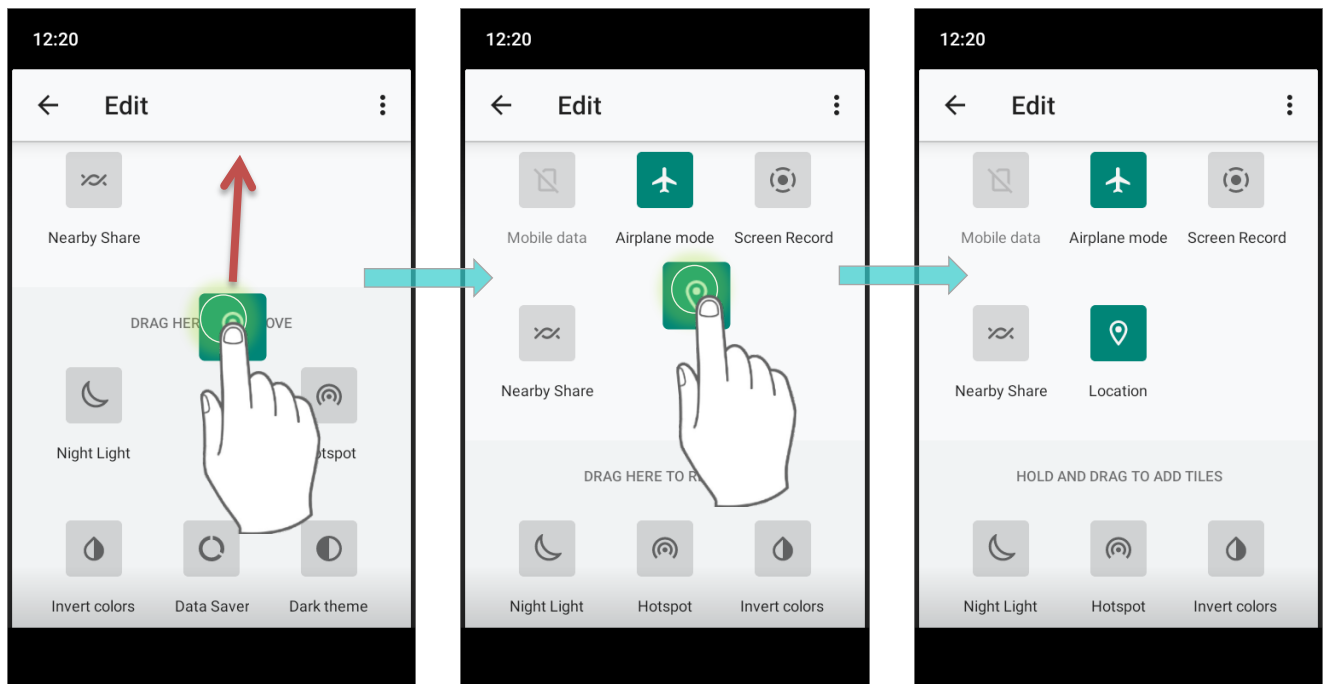 12:20
Edit
Nearby Share
DRAG HER OVE
Night Light
otspot
Invert colors Data Saver Dark theme
12:20
Edit
Mobile data Airplane mode Screen Record
Nearby Share
DRAG HERE TO R
Night Light Hotspot Invert colors
12:20
Edit
Mobile data Airplane mode Screen Record
Nearby Share Location
HOLD AND DRAG TO ADD TILES
Night Light Hotspot Invert colors